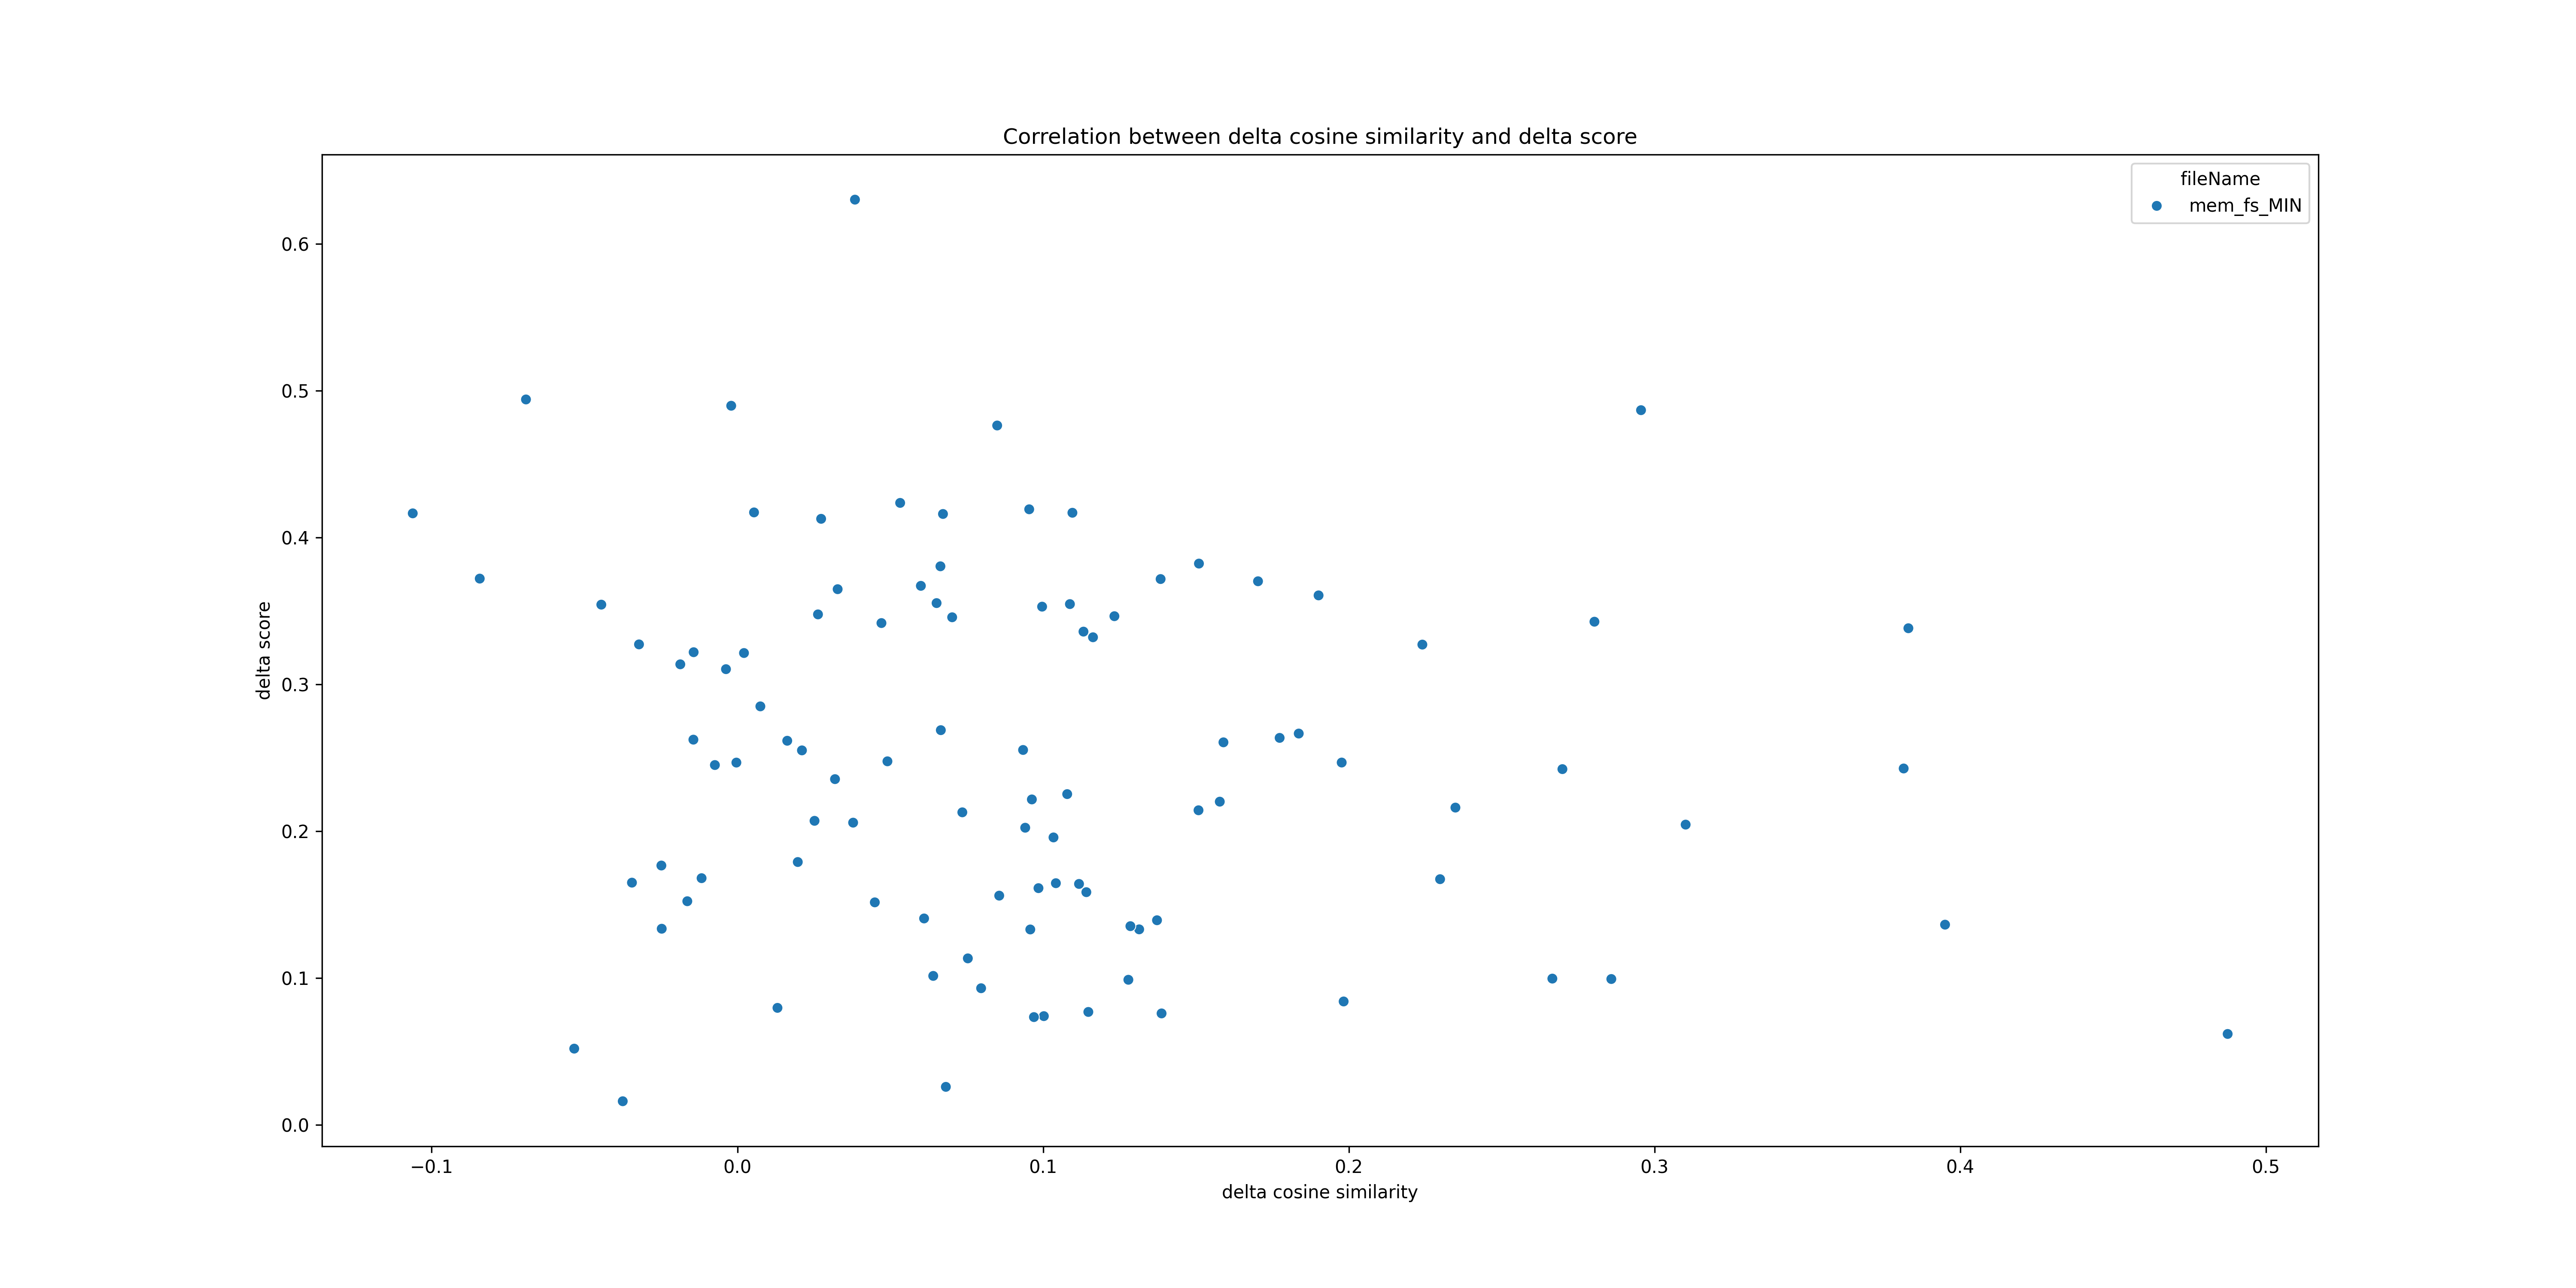 Correlation between delta cosine similarity and delta score
fileName
mem_fs_MIN
0.6
0.5
0.4
0.3
0.2
0.1
0.0
delta score
−0.1 0.0 0.1 0.2 0.3 0.4 0.5
delta cosine similarity